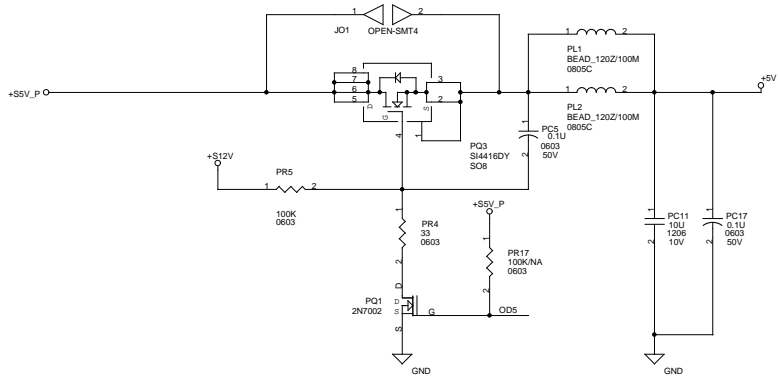 1 2
JO1 OPEN-SMT4
1 2
PL1
BEAD_120Z/100M
0805C
+5V
8
7
6
5
D
G
S
3
2
4
1
+S5V_P
1 2
PL2
BEAD_120Z/100M
0805C
PQ3
SI4416DY
SO8
1
2
PC5
0.1U
0603
50V
+S12V
PR5
1 2
100K
0603
1
2
PR4
33
0603
+S5V_P
1
2
PR17
100K/NA
0603
1
2
PC11
10U
1206
10V
1
2
PC17
0.1U
0603
50V
PQ1
2N7002
D
D
S
G
S
OD5
GND
GND